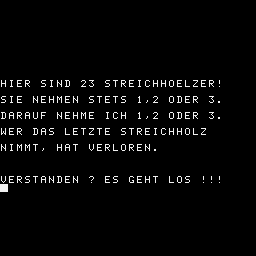 HIER SIND 23 STREICHHOELZER!
SIE NEHMEN STETS 1,2 ODER 3.
DARAUF NEHME ICH 1,2 ODER 3.
WER DAS LETZTE STREICHHOLZ
NIMMT, HAT VERLOREN.
VERSTANDEN ? ES GEHT LOS !!!